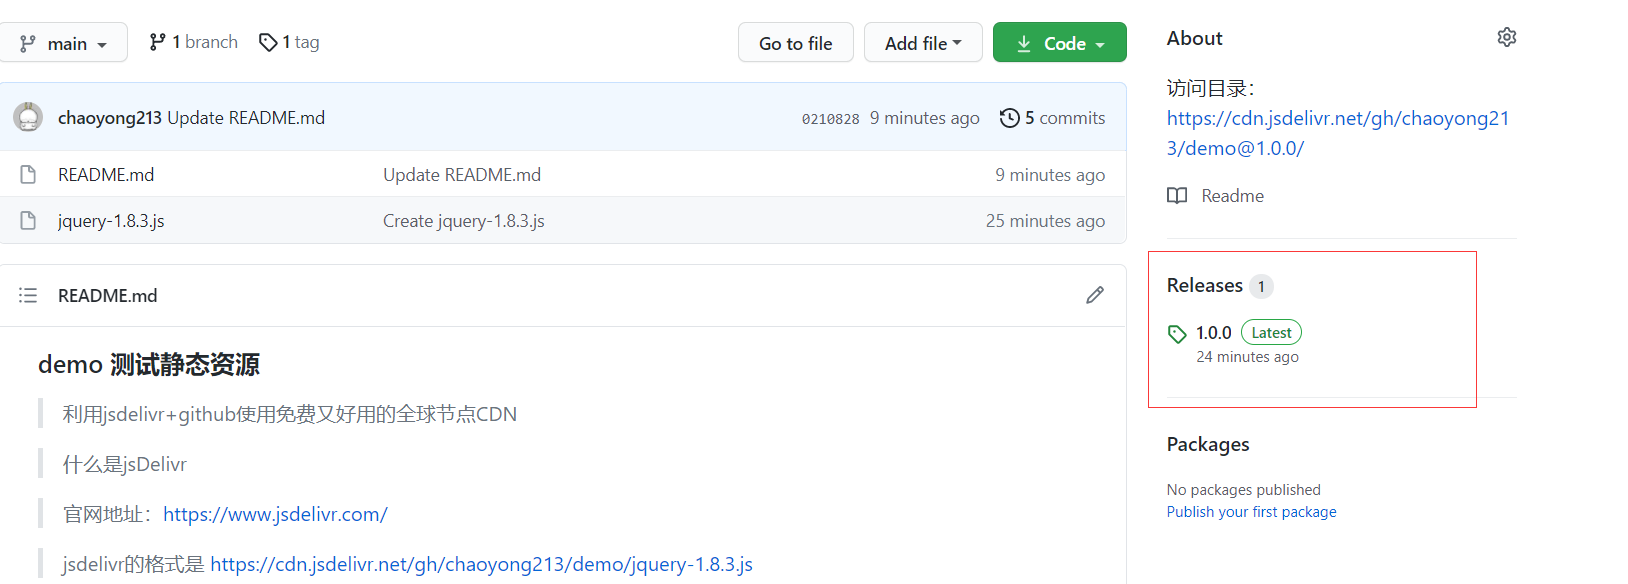 main
1 branch
1 tag
Go to file
Add file
Code
chaoyong213 Update README.md
0210828 9 minutes ago
5 commits
README.md
Update README.md
9 minutes ago
jquery-1.8.3.js
Create jquery-1.8.3.js
25 minutes ago
README.md
demo 测试静态资源
利用jsdelivr+github使用免费又好用的全球节点CDN
什么是jsDelivr
官网地址：https://www.jsdelivr.com/
jsdelivr的格式是 https://cdn.jsdelivr.net/gh/chaoyong213/demo/jquery-1.8.3.js
About
访问目录：
https://cdn.jsdelivr.net/gh/chaoyong21
3/demo@1.0.0/
Readme
Releases 1
1.0.0 Latest
24 minutes ago
Packages
No packages published
Publish your first package